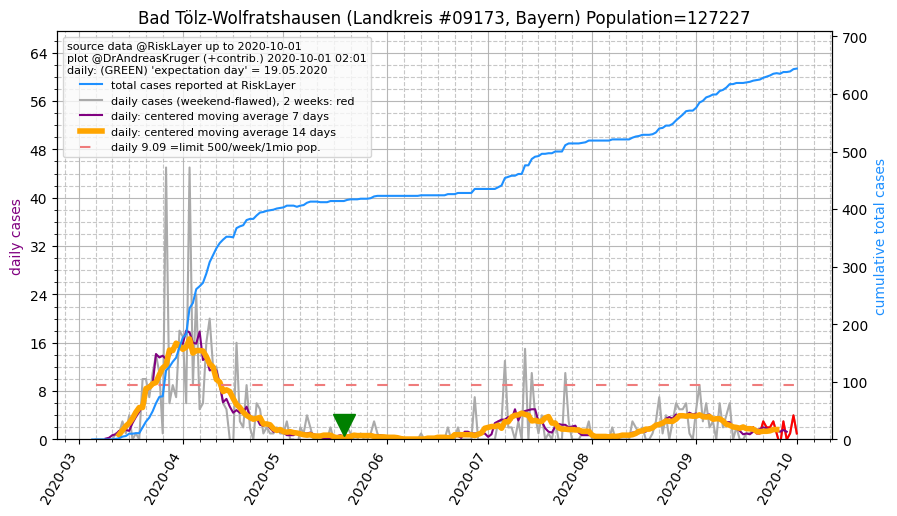 Bad Tölz-Wolfratshausen (Landkreis #09173, Bayern) Population=127227
source data @RiskLayer up to 2020-10-01
plot @DrAndreasKruger (+contrib.) 2020-10-01 02:01
daily: (GREEN) 'expectation day' = 19.05.2020
total cases reported at RiskLayer
daily cases (weekend-flawed), 2 weeks: red
daily: centered moving average 7 days
daily: centered moving average 14 days
daily 9.09 =limit 500/week/1mio pop.
daily cases
64
56
48
40
32
24
16
8
0
cumulative total cases
700
600
500
400
300
200
100
0
2020-03
2020-04
2020-05
2020-06
2020-07
2020-08
2020-09
2020-10